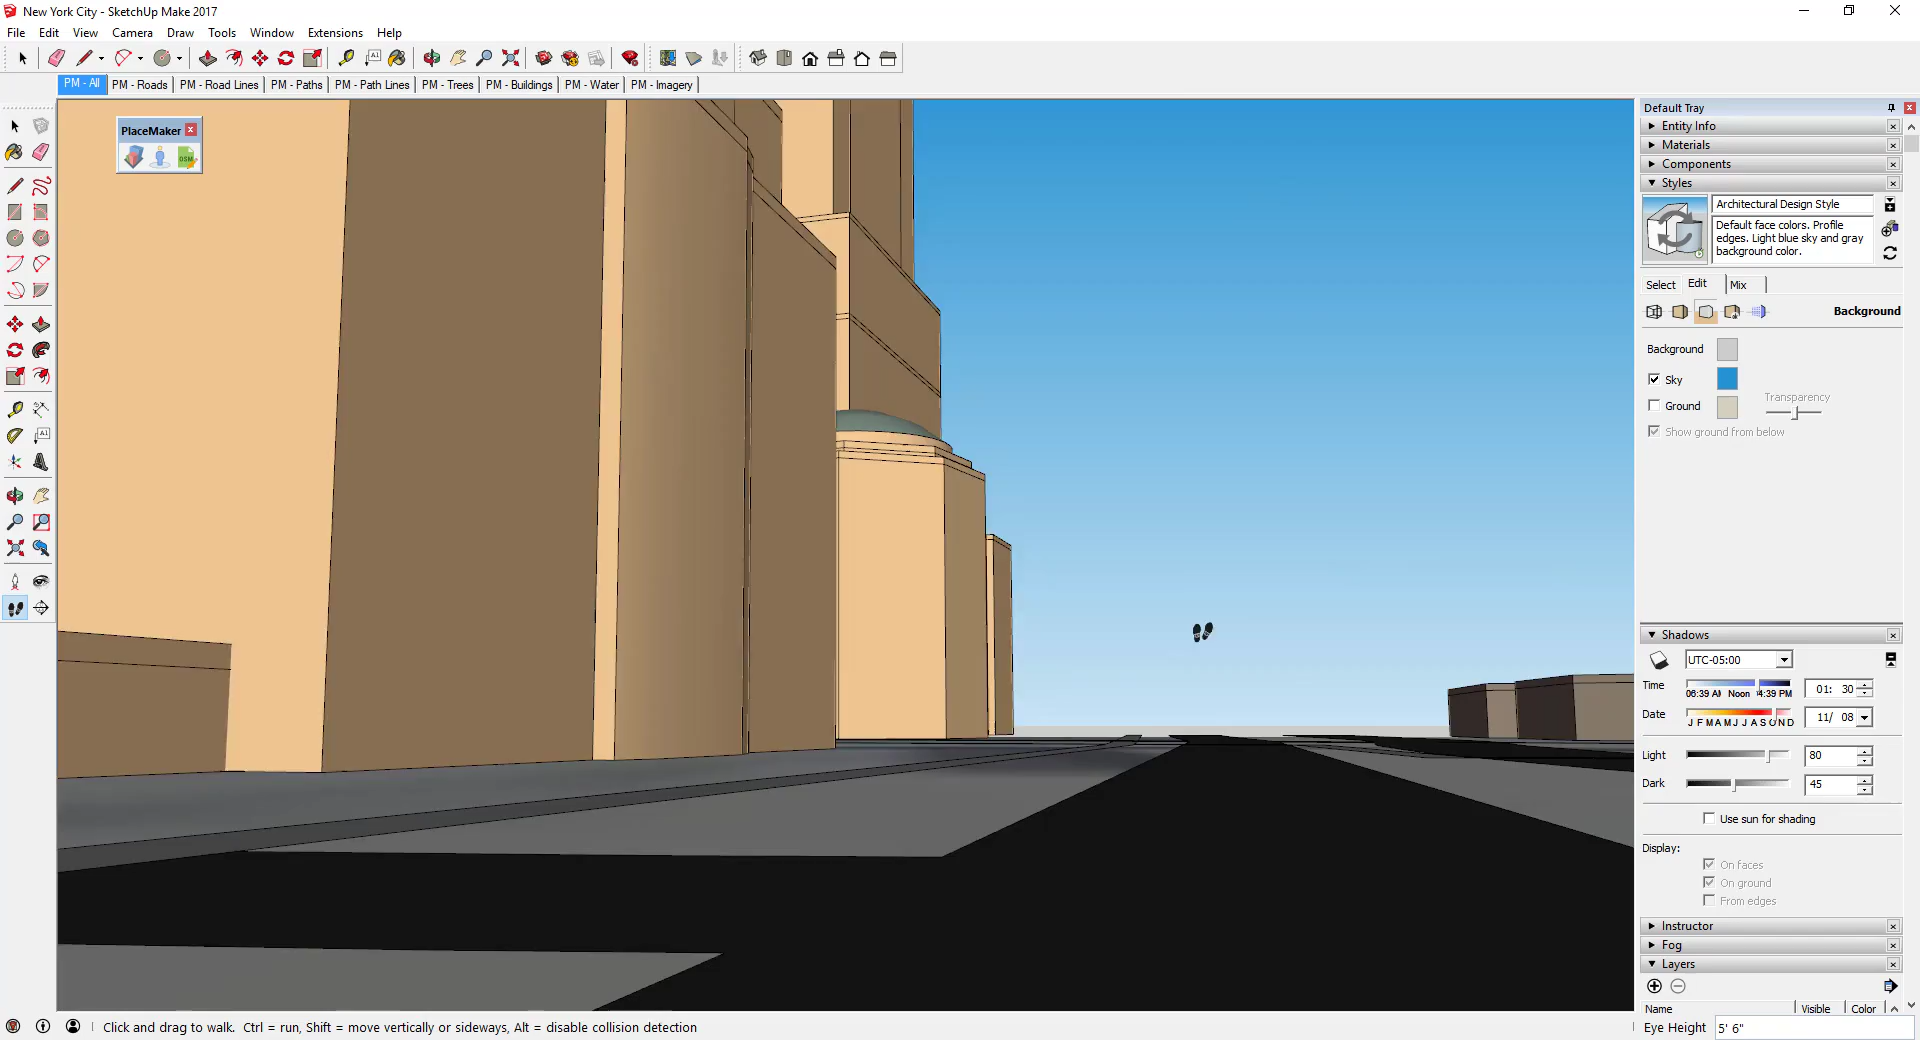 New York City - SketchUp Make 2017
File Edit View Camera Draw Tools Window Extensions Help
PM - All PM - Roads PM - Road Lines PM - Paths PM - Path Lines PM - Trees PM - Buildings PM - Water PM - Imagery
PlaceMaker
OSM
Default Tray
Entity Info
Materials
Components
Styles
Architectural Design Style
Default face colors. Profile
edges. Light blue sky and gray
background color.
Select Edit Mix
Background
Background
Sky
Ground
Transparency
Show ground from below
Shadows
UTC-05:00
Time
06:39 AM Noon 4:39 PM
01: 30
Date
J F M A M J J A S O N D
11/ 08
Light
80
Dark
45
Use sun for shading
Display:
On faces
On ground
From edges
Instructor
Fog
Layers
Name Visible Color
Click and drag to walk. Ctrl = run, Shift = move vertically or sideways, Alt = disable collision detection
Eye Height 5' 6"